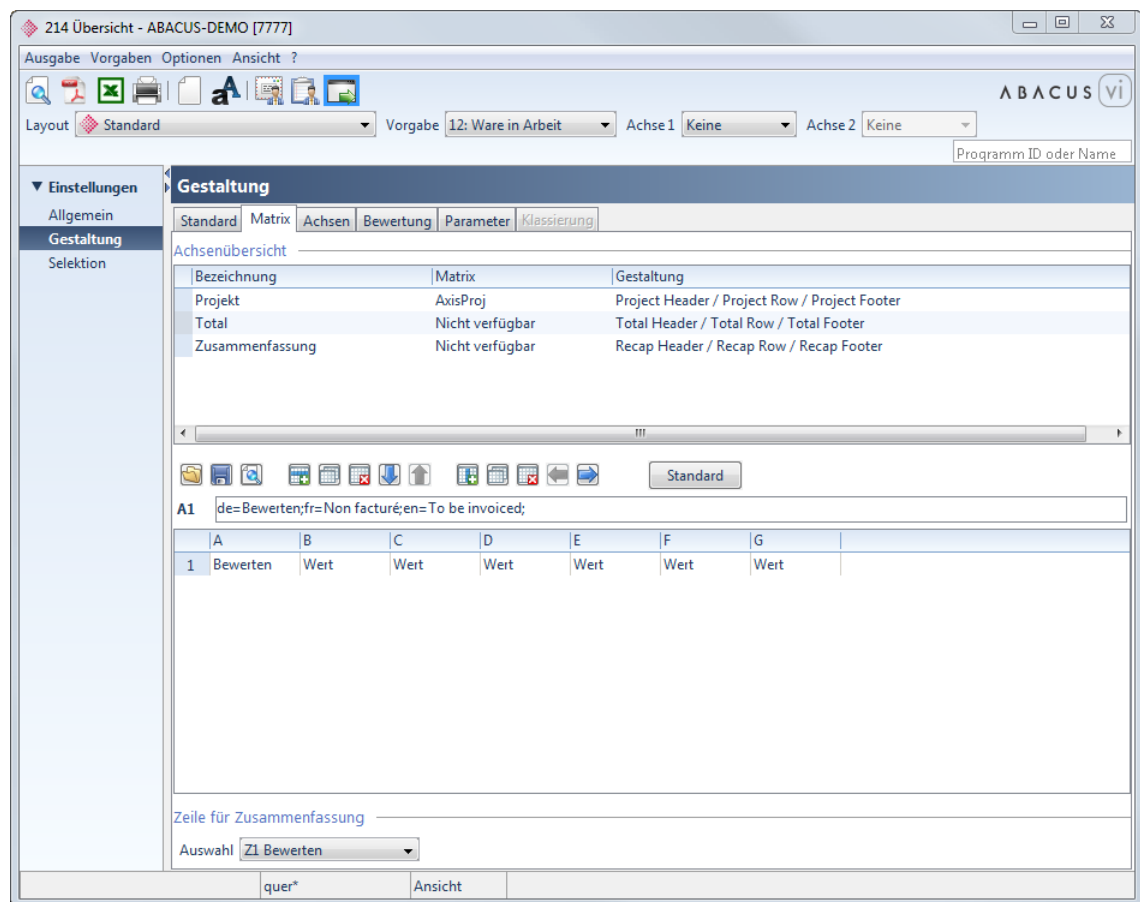 214 Übersicht - ABACUS-DEMO [7777]
Ausgabe Vorgaben Optionen Ansicht ?
ABACUS vi
Layout Standard Vorgabe 12: Ware in Arbeit Achse 1 Keine Achse 2 Keine
Programm ID oder Name
Einstellungen
Allgemein
Gestaltung
Selektion
Gestaltung
Standard Matrix Achsen Bewertung Parameter Klassierung
Achsenübersicht
Bezeichnung Matrix Gestaltung
Projekt AxisProj Project Header / Project Row / Project Footer
Total Nicht verfügbar Total Header / Total Row / Total Footer
Zusammenfassung Nicht verfügbar Recap Header / Recap Row / Recap Footer
Standard
A1 de=Bewerten;fr=Non facturé;en=To be invoiced;
A B C D E F G
1 Bewerten Wert Wert Wert Wert Wert Wert
Zeile für Zusammenfassung
Auswahl Z1 Bewerten
quer* Ansicht